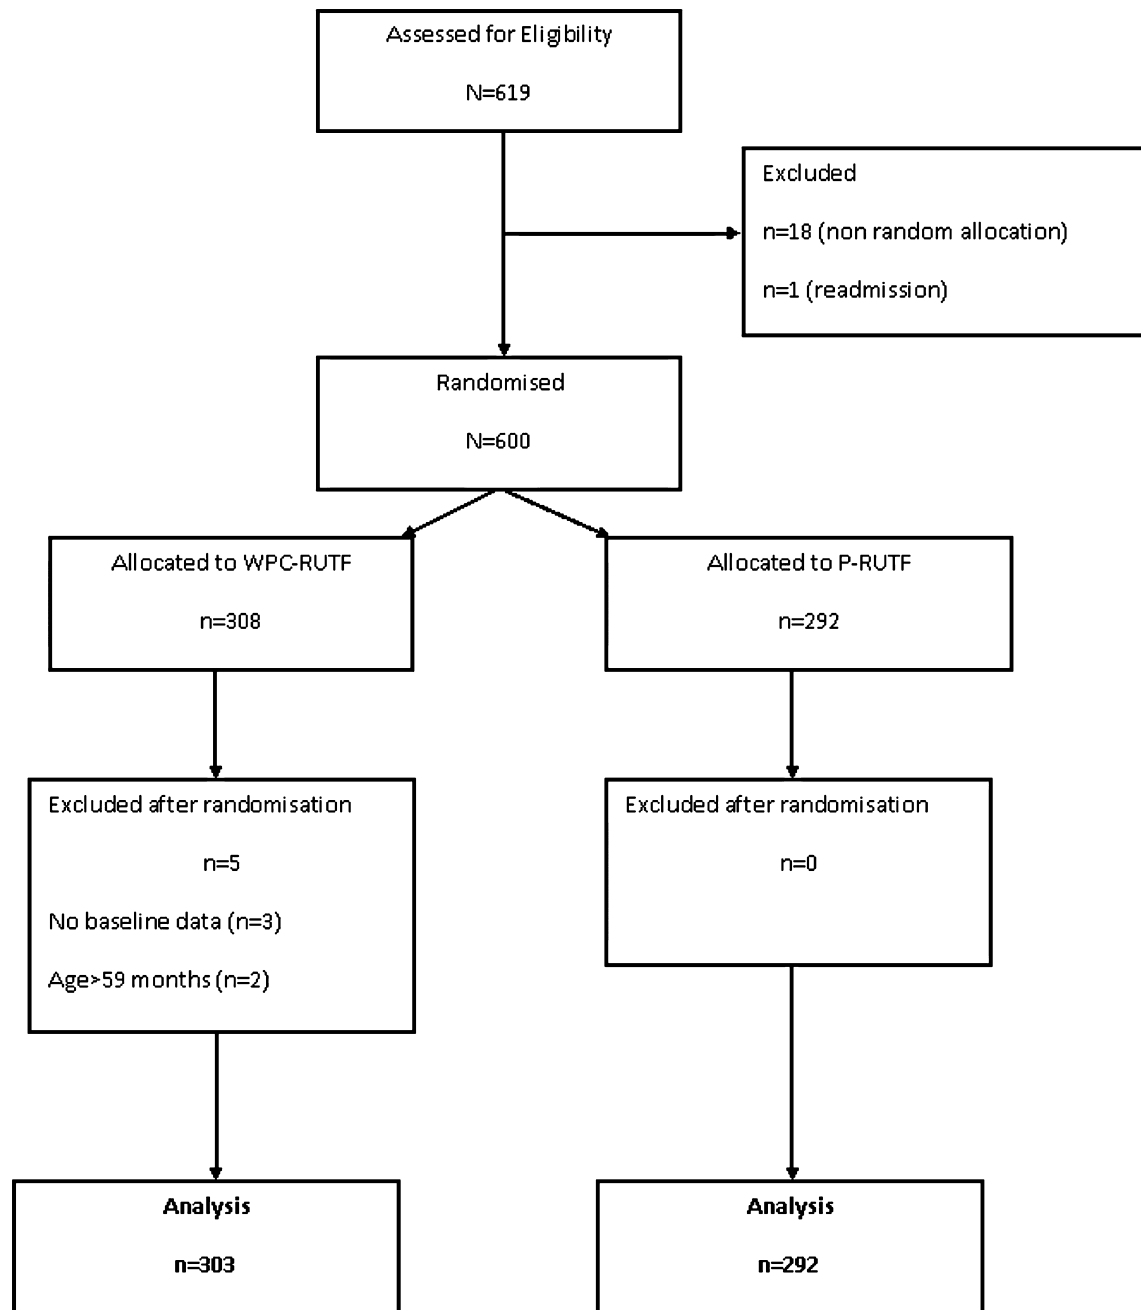 Assessed for Eligibility
N=619
Excluded
n=18 (non random allocation)
n=1 (readmission)
Randomised
N=600
Allocated to WPC-RUTF
n=308
Allocated to P-RUTF
n=292
Excluded after randomisation
n=5
No baseline data (n=3)
Age>59 months (n=2)
Excluded after randomisation
n=0
Analysis
n=303
Analysis
n=292